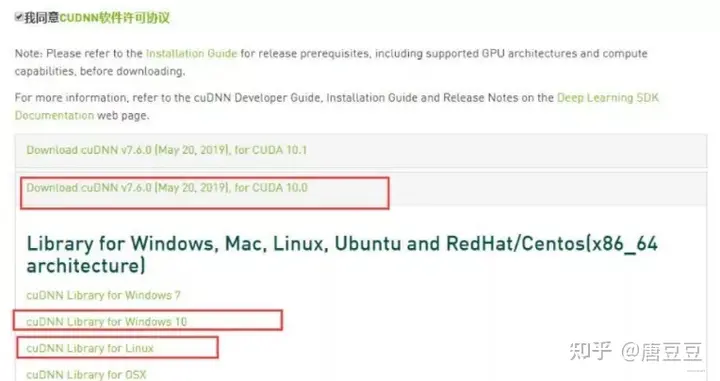 我同意CUDNN软件许可协议
Note: Please refer to the Installation Guide for release prerequisites, including supported GPU architectures and compute
capabilities, before downloading.
For more information, refer to the cuDNN Developer Guide, Installation Guide and Release Notes on the Deep Learning SDK
Documentation web page.
Download cuDNN v7.6.0 (May 20, 2019), for CUDA 10.1
Download cuDNN v7.6.0 (May 20, 2019), for CUDA 10.0
Library for Windows, Mac, Linux, Ubuntu and RedHat/Centos(x86_64
architecture)
cuDNN Library for Windows 7
cuDNN Library for Windows 10
cuDNN Library for Linux
cuDNN Library for OSX
知乎 @唐豆豆